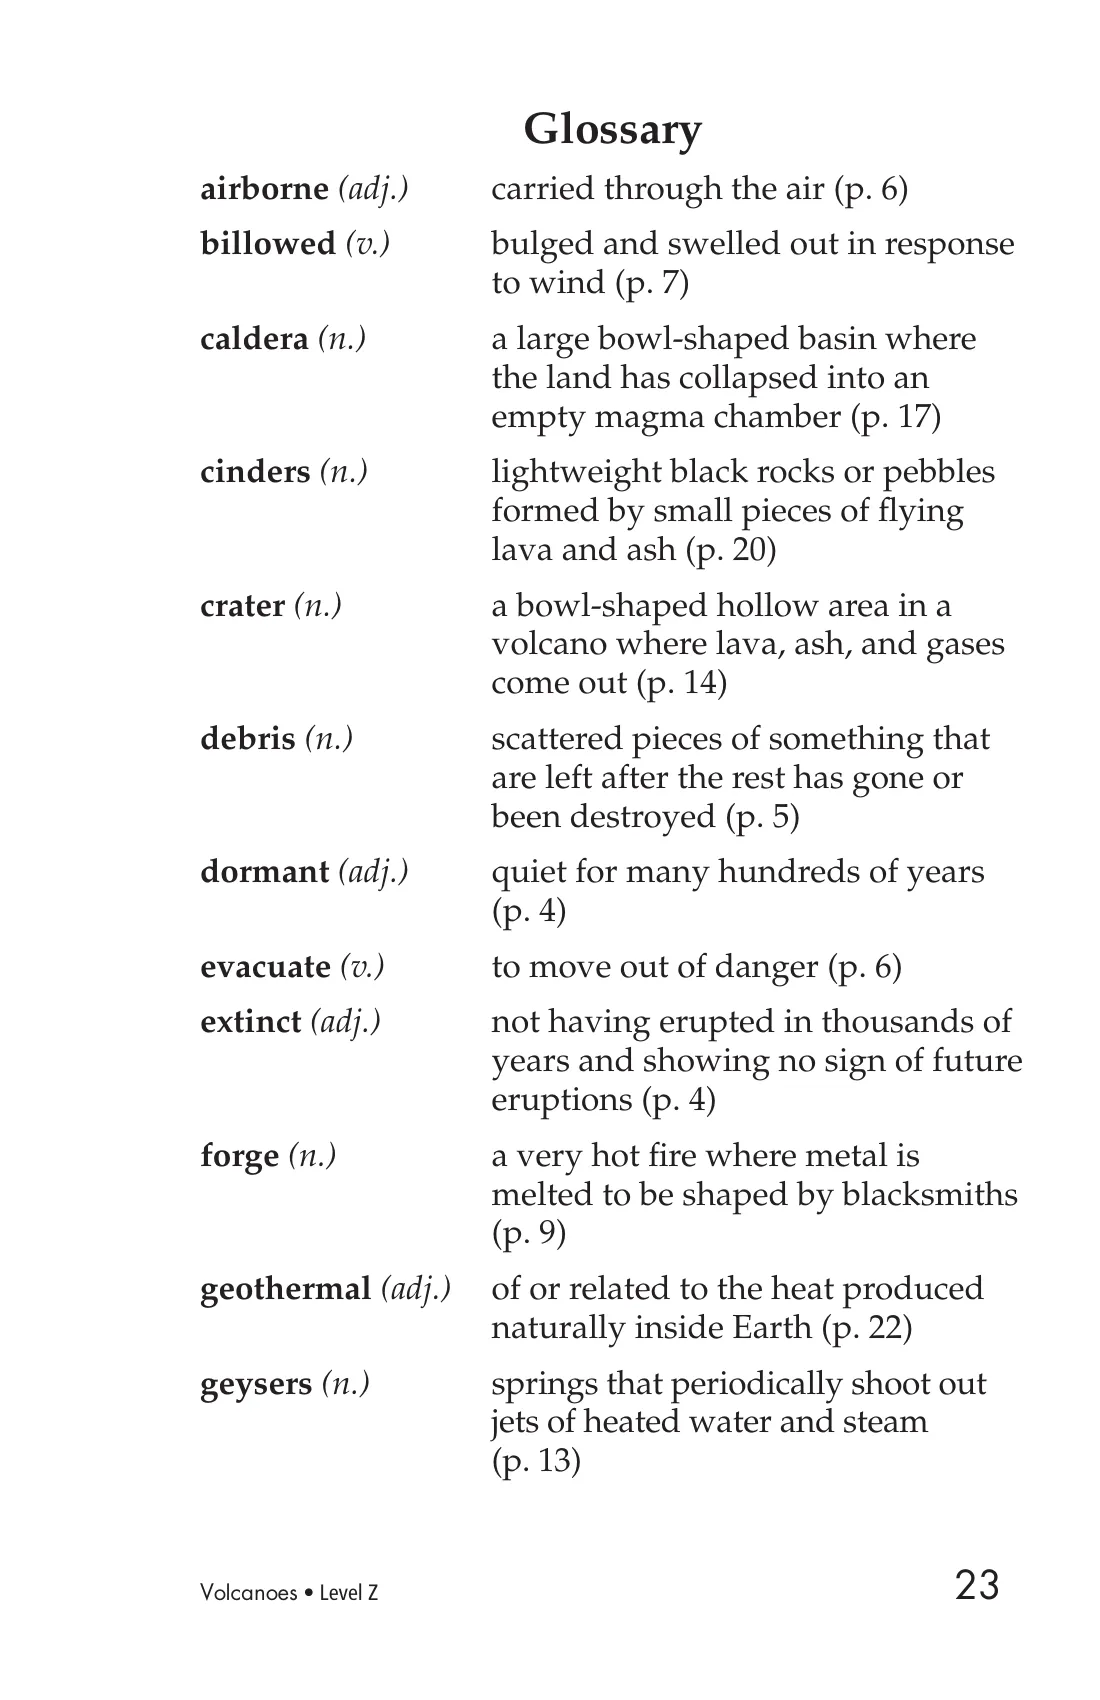 Glossary
airborne (adj.) carried through the air (p. 6)
billowed (v.) bulged and swelled out in response
to wind (p. 7)
caldera (n.) a large bowl-shaped basin where
the land has collapsed into an
empty magma chamber (p. 17)
cinders (n.) lightweight black rocks or pebbles
formed by small pieces of flying
lava and ash (p. 20)
crater (n.) a bowl-shaped hollow area in a
volcano where lava, ash, and gases
come out (p. 14)
debris (n.) scattered pieces of something that
are left after the rest has gone or
been destroyed (p. 5)
dormant (adj.) quiet for many hundreds of years
(p. 4)
evacuate (v.) to move out of danger (p. 6)
extinct (adj.) not having erupted in thousands of
years and showing no sign of future
eruptions (p. 4)
forge (n.) a very hot fire where metal is
melted to be shaped by blacksmiths
(p. 9)
geothermal (adj.) of or related to the heat produced
naturally inside Earth (p. 22)
geysers (n.) springs that periodically shoot out
jets of heated water and steam
(p. 13)
Volcanoes • Level Z 23